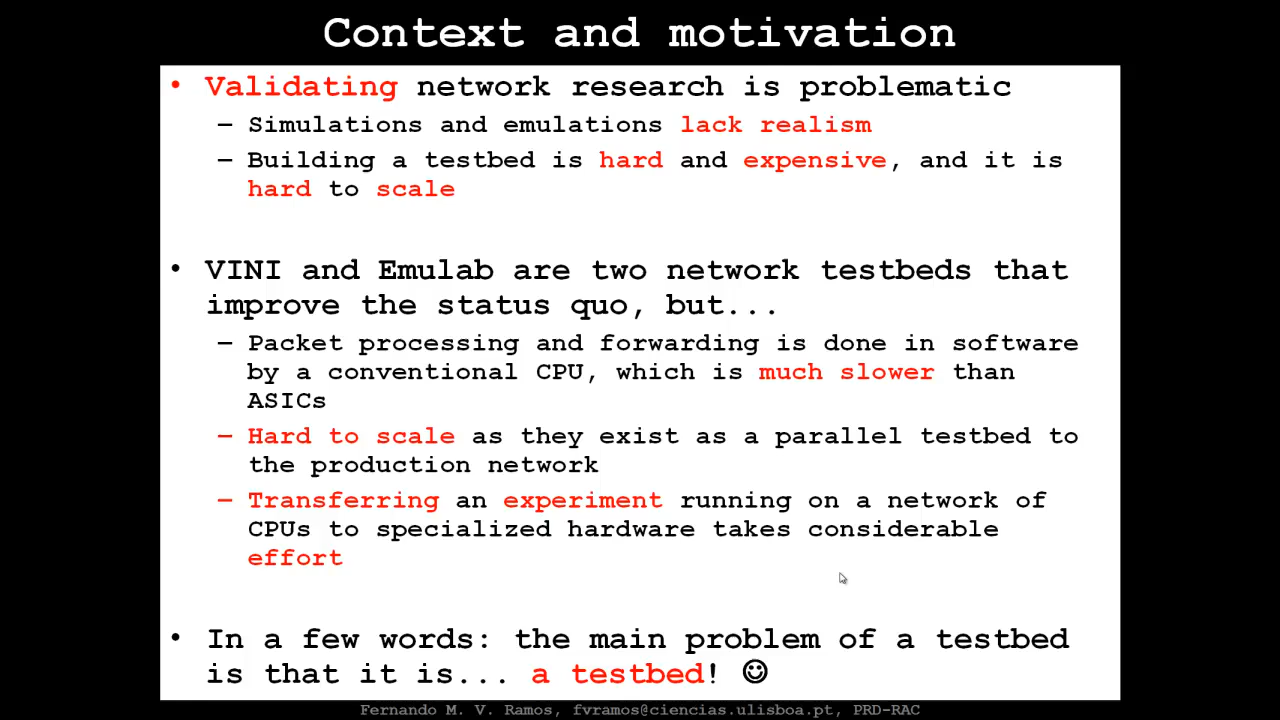 Context and motivation
• Validating network research is problematic
– Simulations and emulations lack realism
– Building a testbed is hard and expensive, and it is
hard to scale
• VINI and Emulab are two network testbeds that
improve the status quo, but...
– Packet processing and forwarding is done in software
by a conventional CPU, which is much slower than
ASICs
– Hard to scale as they exist as a parallel testbed to
the production network
– Transferring an experiment running on a network of
CPUs to specialized hardware takes considerable
effort
• In a few words: the main problem of a testbed
is that it is... a testbed! ☺
Fernando M. V. Ramos, fvramos@ciencias.ulisboa.pt, PRD-RAC